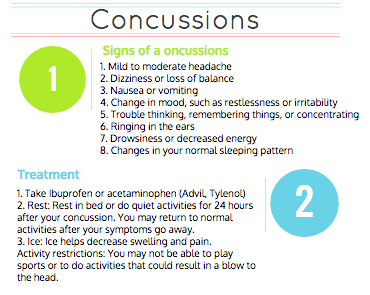 Concussions
1
Signs of a oncussions
1. Mild to moderate headache
2. Dizziness or loss of balance
3. Nausea or vomiting
4. Change in mood, such as restlessness or irritability
5. Trouble thinking, remembering things, or concentrating
6. Ringing in the ears
7. Drowsiness or decreased energy
8. Changes in your normal sleeping pattern
Treatment
1. Take Ibuprofen or acetaminophen (Advil, Tylenol)
2. Rest: Rest in bed or do quiet activities for 24 hours
after your concussion. You may return to normal
activities after your symptoms go away.
3. Ice: Ice helps decrease swelling and pain.
Activity restrictions: You may not be able to play
sports or to do activities that could result in a blow to
the head.
2